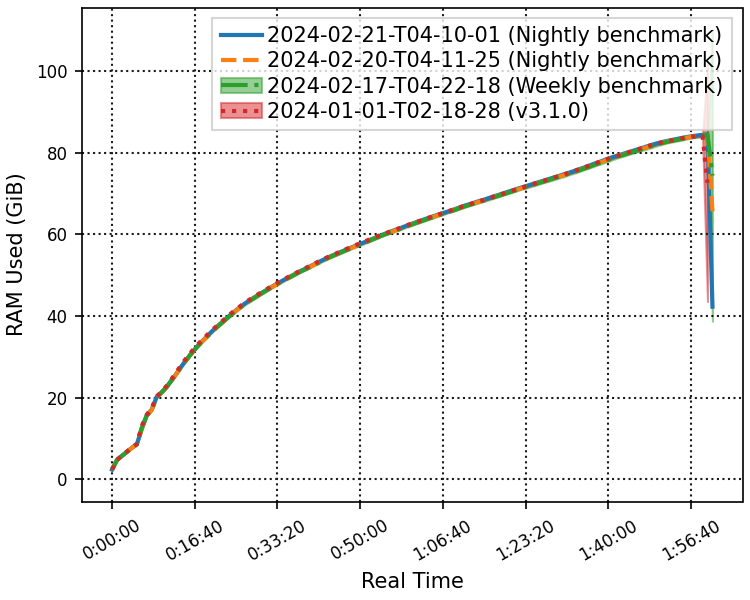 2024-02-21-T04-10-01 (Nightly benchmark)
2024-02-20-T04-11-25 (Nightly benchmark)
2024-02-17-T04-22-18 (Weekly benchmark)
2024-01-01-T02-18-28 (v3.1.0)
RAM Used (GiB)
100
80
60
40
20
0
0:00:00
0:16:40
0:33:20
0:50:00
1:06:40
1:23:20
1:40:00
1:56:40
Real Time